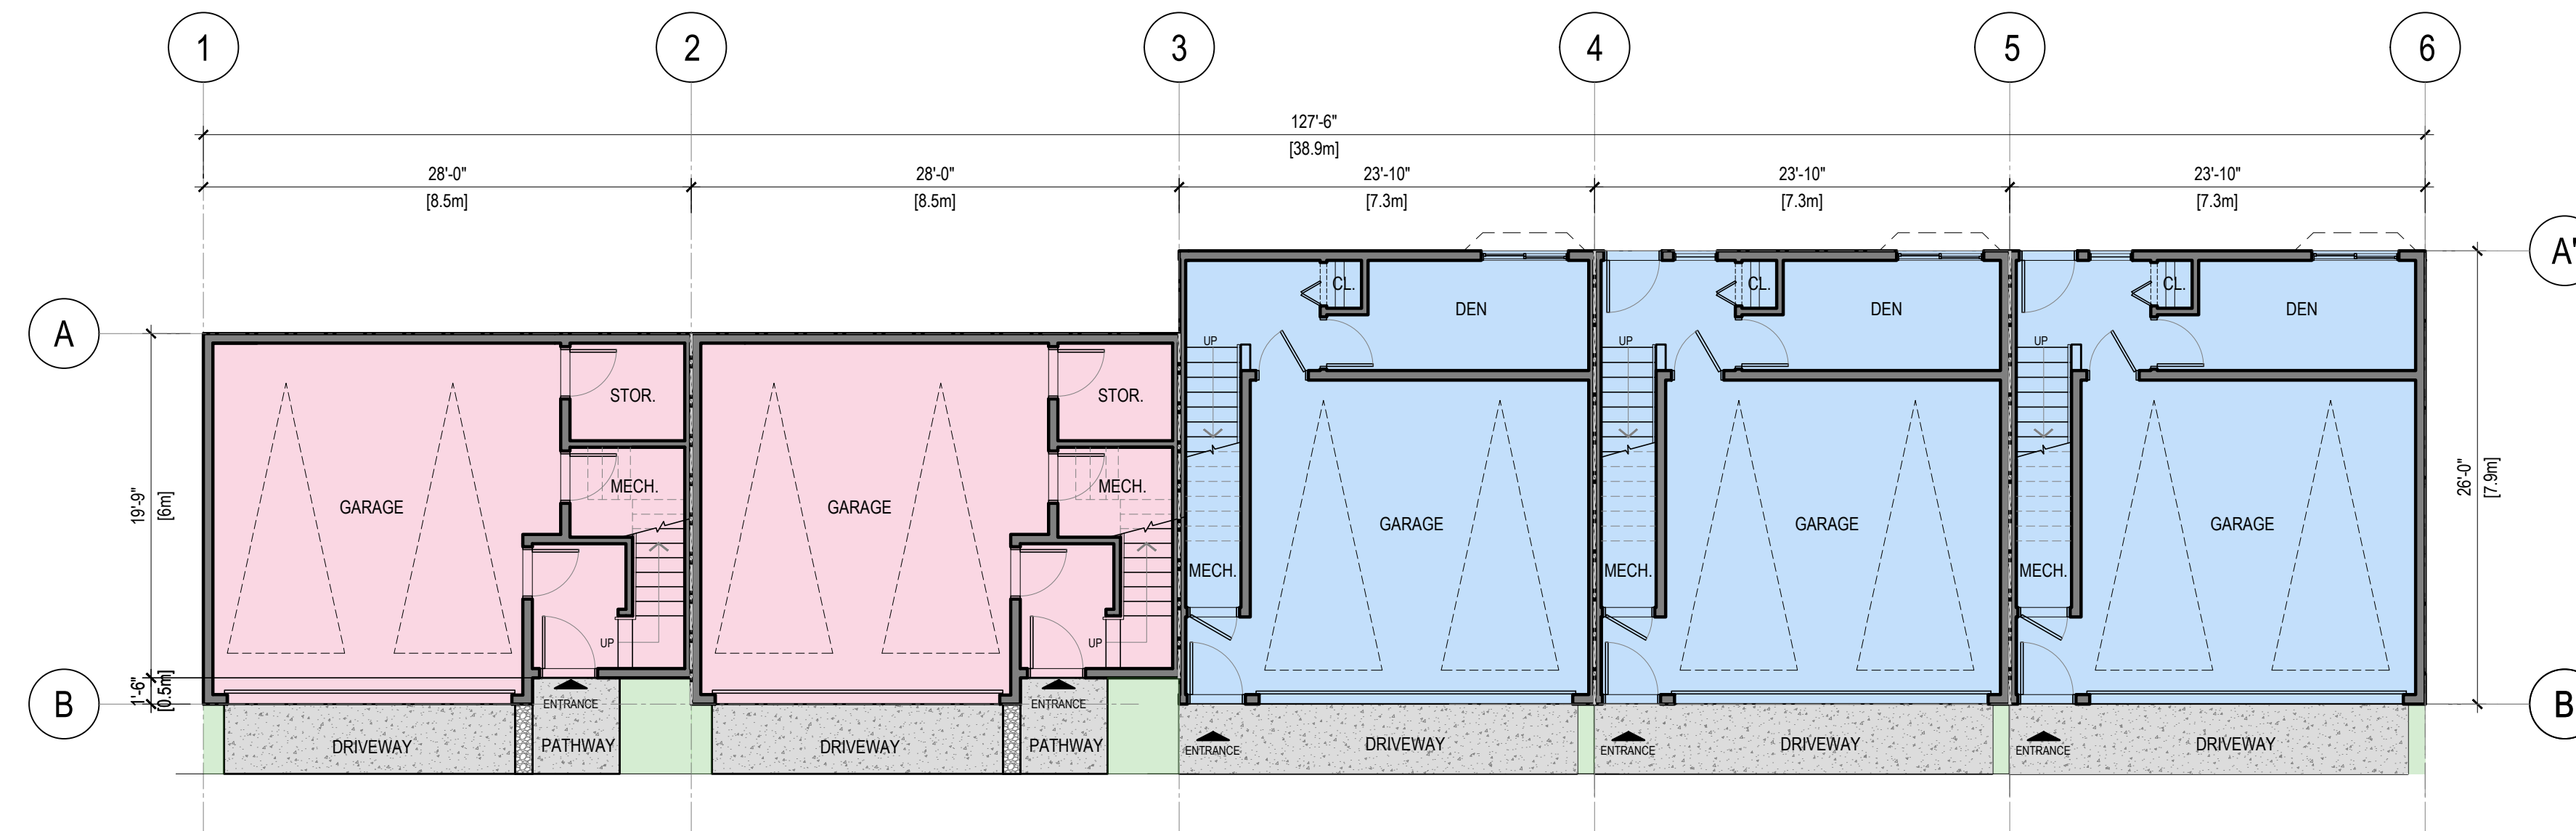 1
2
3
4
5
6
127'-6"
[38.9m]
28'-0"
28'-0"
23'-10"
23'-10"
23'-10"
[8.5m]
[8.5m]
[7.3m]
[7.3m]
[7.3m]
A
A'
CL.
DEN
CL.
DEN
CL.
DEN
UP
UP
UP
STOR.
STOR.
MECH.
MECH.
GARAGE
GARAGE
GARAGE
GARAGE
GARAGE
19'-9"
[6m]
26'-0"
[7.9m]
MECH.
MECH.
MECH.
UP
UP
1'-6"
[0.5m]
B
B
ENTRANCE
ENTRANCE
DRIVEWAY
PATHWAY
DRIVEWAY
PATHWAY
ENTRANCE
DRIVEWAY
ENTRANCE
DRIVEWAY
ENTRANCE
DRIVEWAY